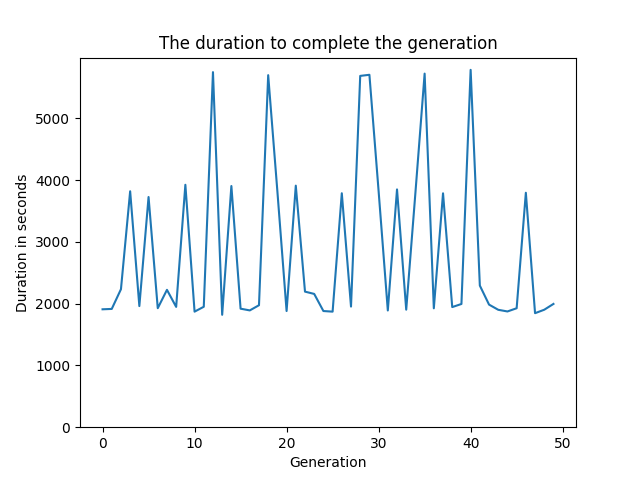 The duration to complete the generation
Duration in seconds
5000
4000
3000
2000
1000
0
0 10 20 30 40 50
Generation